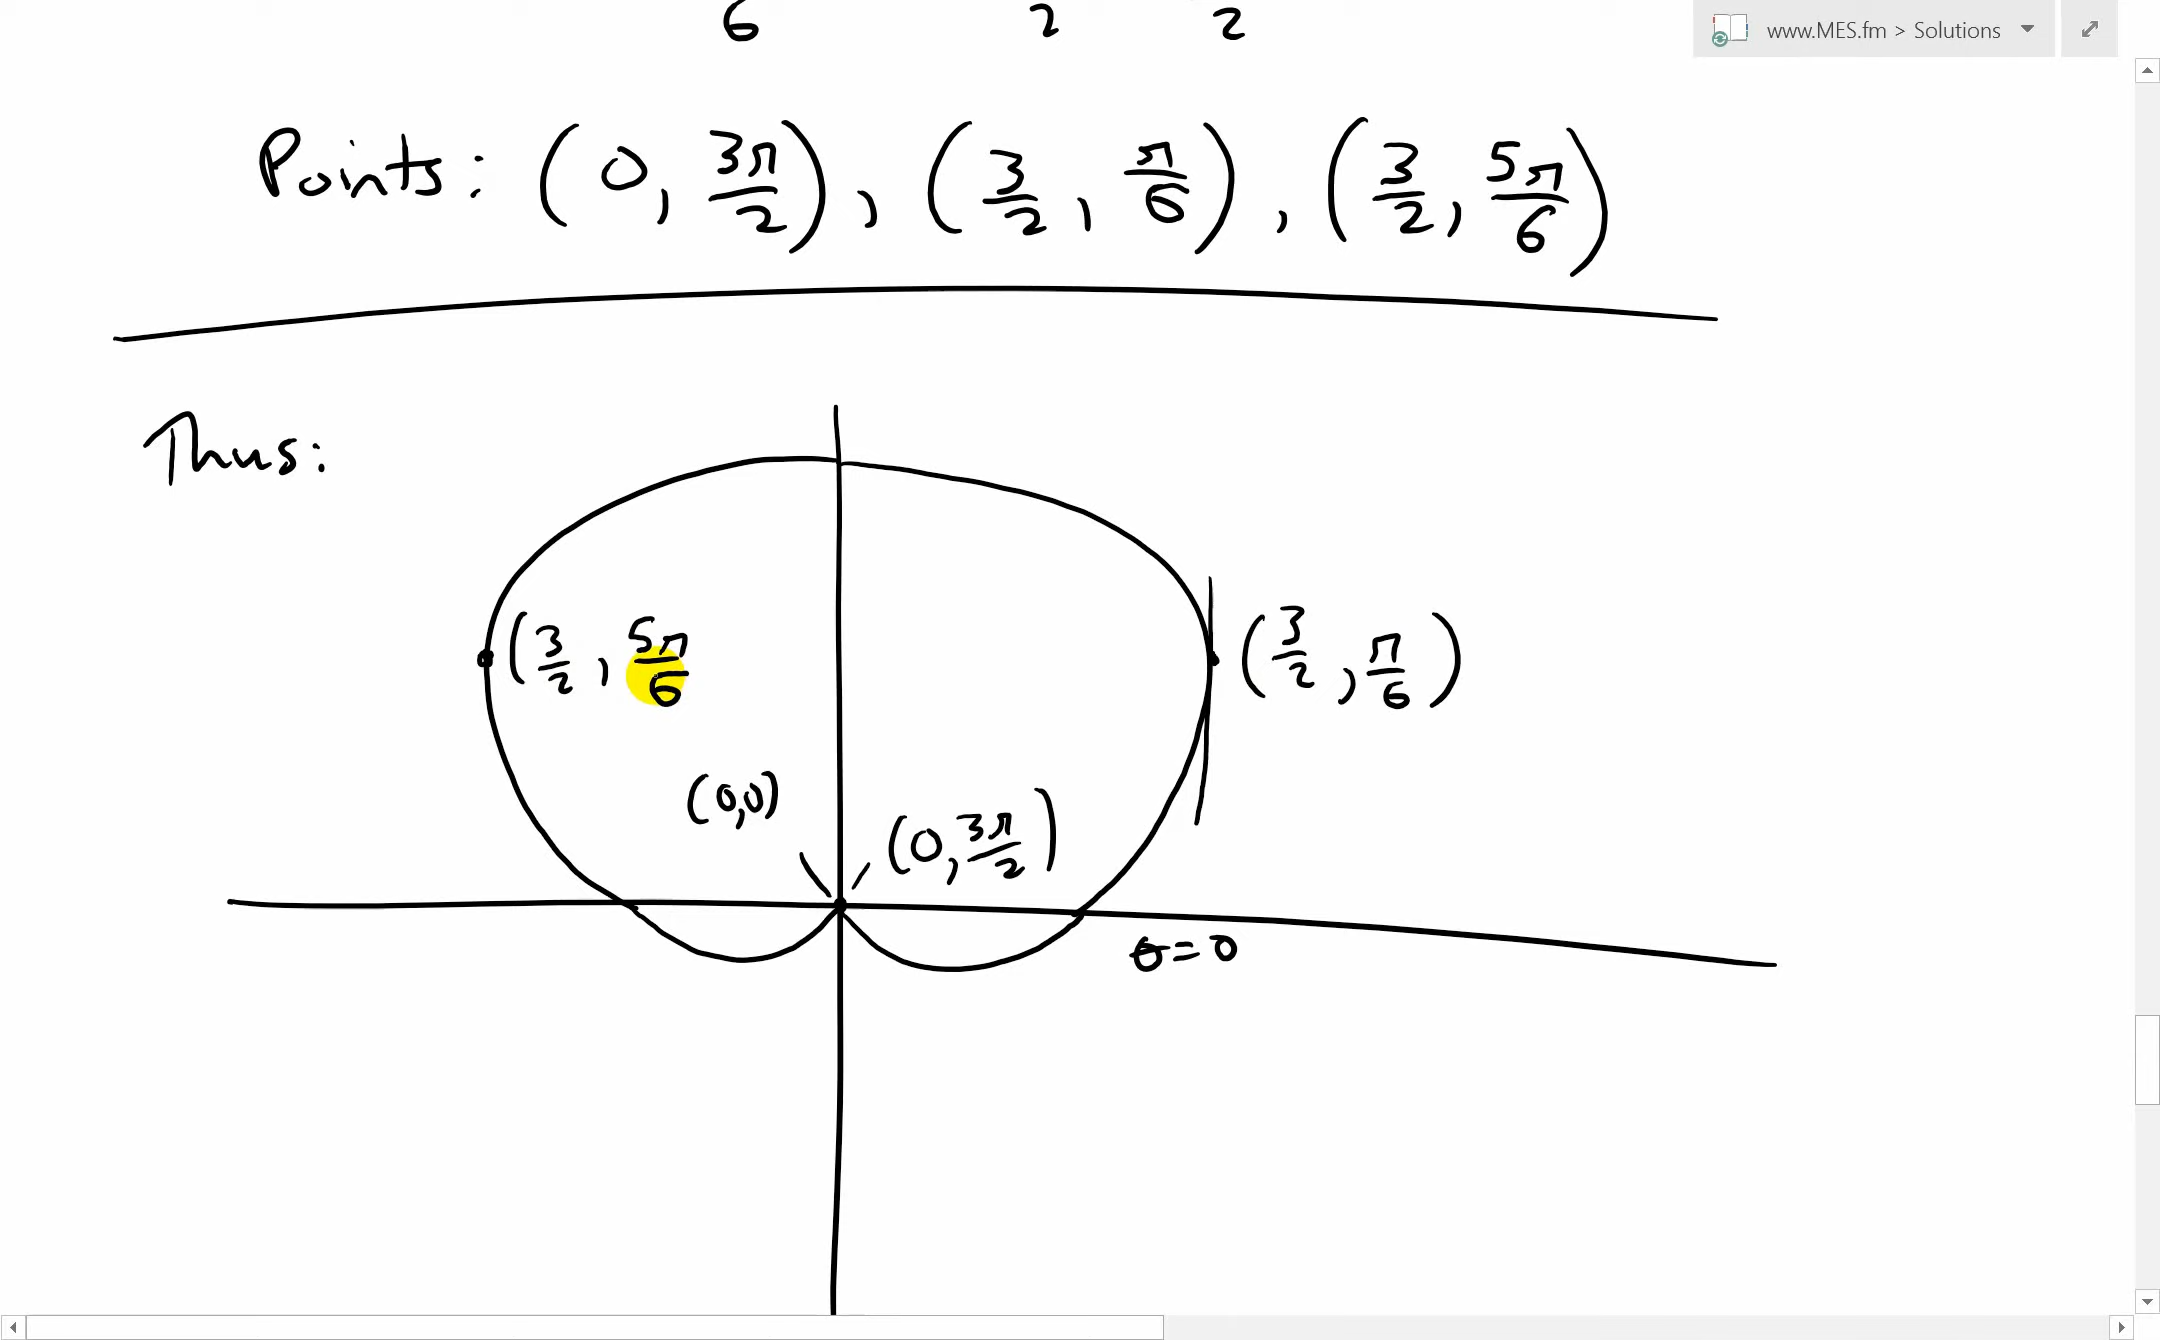 6 2 2
www.MES.fm > Solutions
Points: (0, 3π/2), (3/2, π/6), (3/2, 5π/6)
Thus:
(3/2, 5π/6
(3/2, π/6)
(0,0)
(0, 3π/2)
θ=0